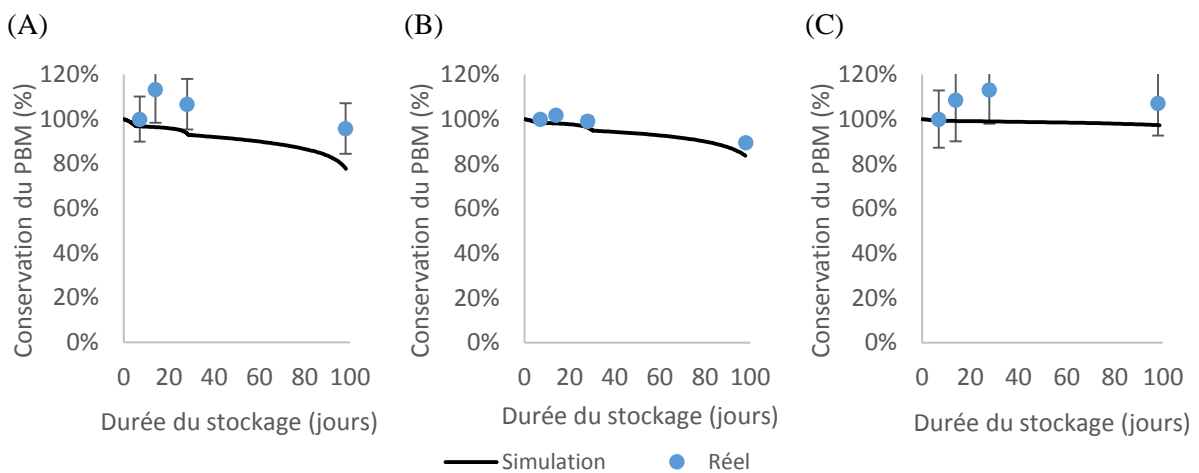 (A)
Conservation du PBM (%)
120%
100%
80%
60%
40%
20%
0%
0 20 40 60 80 100
Durée du stockage (jours)
(B)
Conservation du PBM (%)
120%
100%
80%
60%
40%
20%
0%
0 20 40 60 80 100
Durée du stockage (jours)
(C)
Conservation du PBM (%)
120%
100%
80%
60%
40%
20%
0%
0 20 40 60 80 100
Durée du stockage (jours)
Simulation Réel